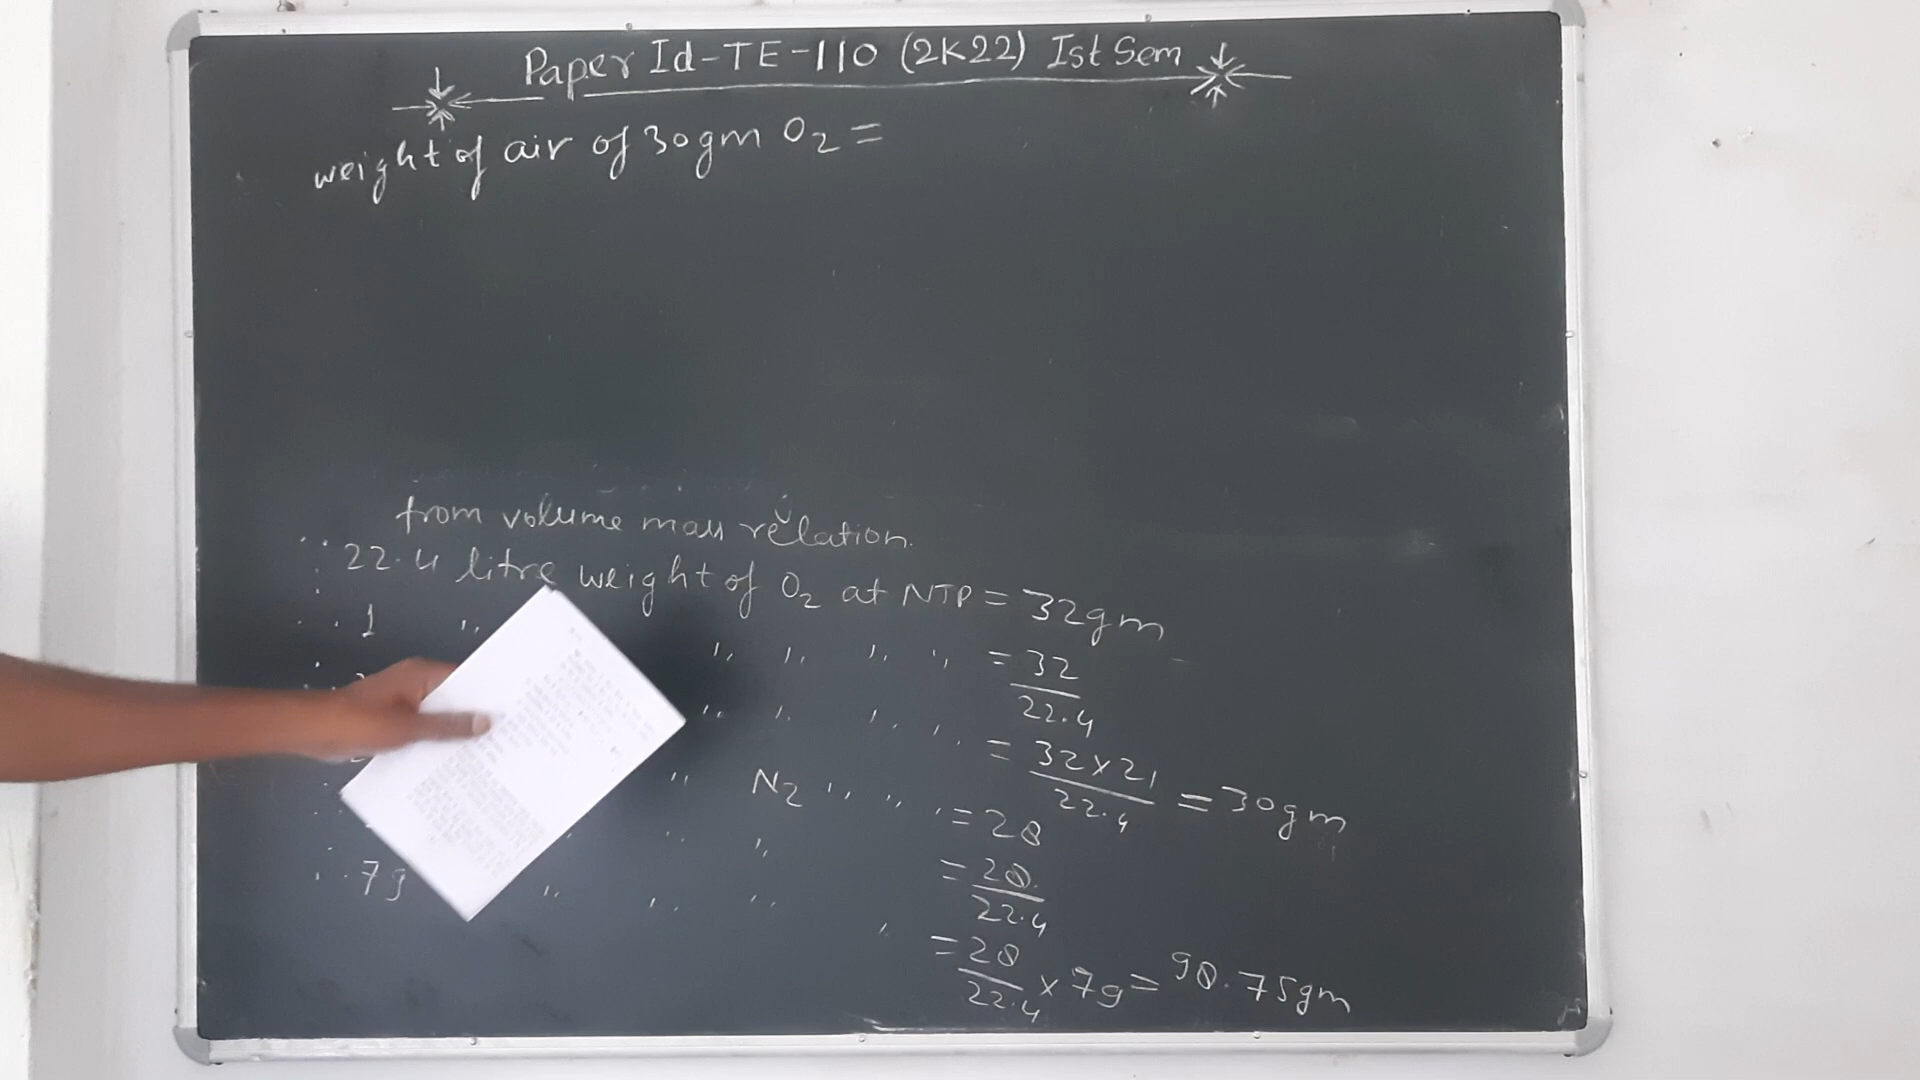 Paper Id-TE-110 (2K22) Ist Sem
weight of air of 30gm O2 =
from volume mass relation.
∵ 22.4 litre weight of O2 at NTP = 32gm
∴ 1 ,, ,, ,, ,, ,, = 32/22.4
,, ,, ,, ,, = 32x21/22.4 = 30gm
,, N2 ,, ,, ,, = 28
,, ,, = 28/22.4
∴ 79 ,, ,, ,, ,, = 28/22.4 x 79 = 98.75gm